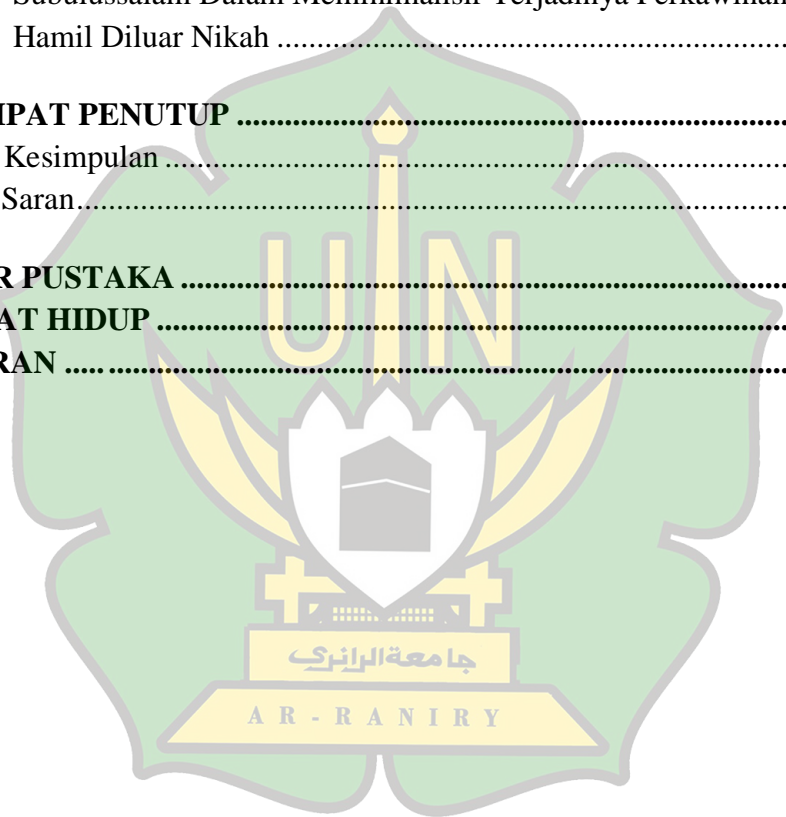 Subulussalam Dalam Meminimalisir Terjadinya Perkawinan
Hamil Diluar Nikah ........................................................................
IPAT PENUTUP ........................................................................
Kesimpulan ........................................................................
Saran........................................................................
R PUSTAKA ........................................................................
AT HIDUP ........................................................................
RAN ..... ........................................................................
UIN
جامعة الرانري
AR-RANIRY